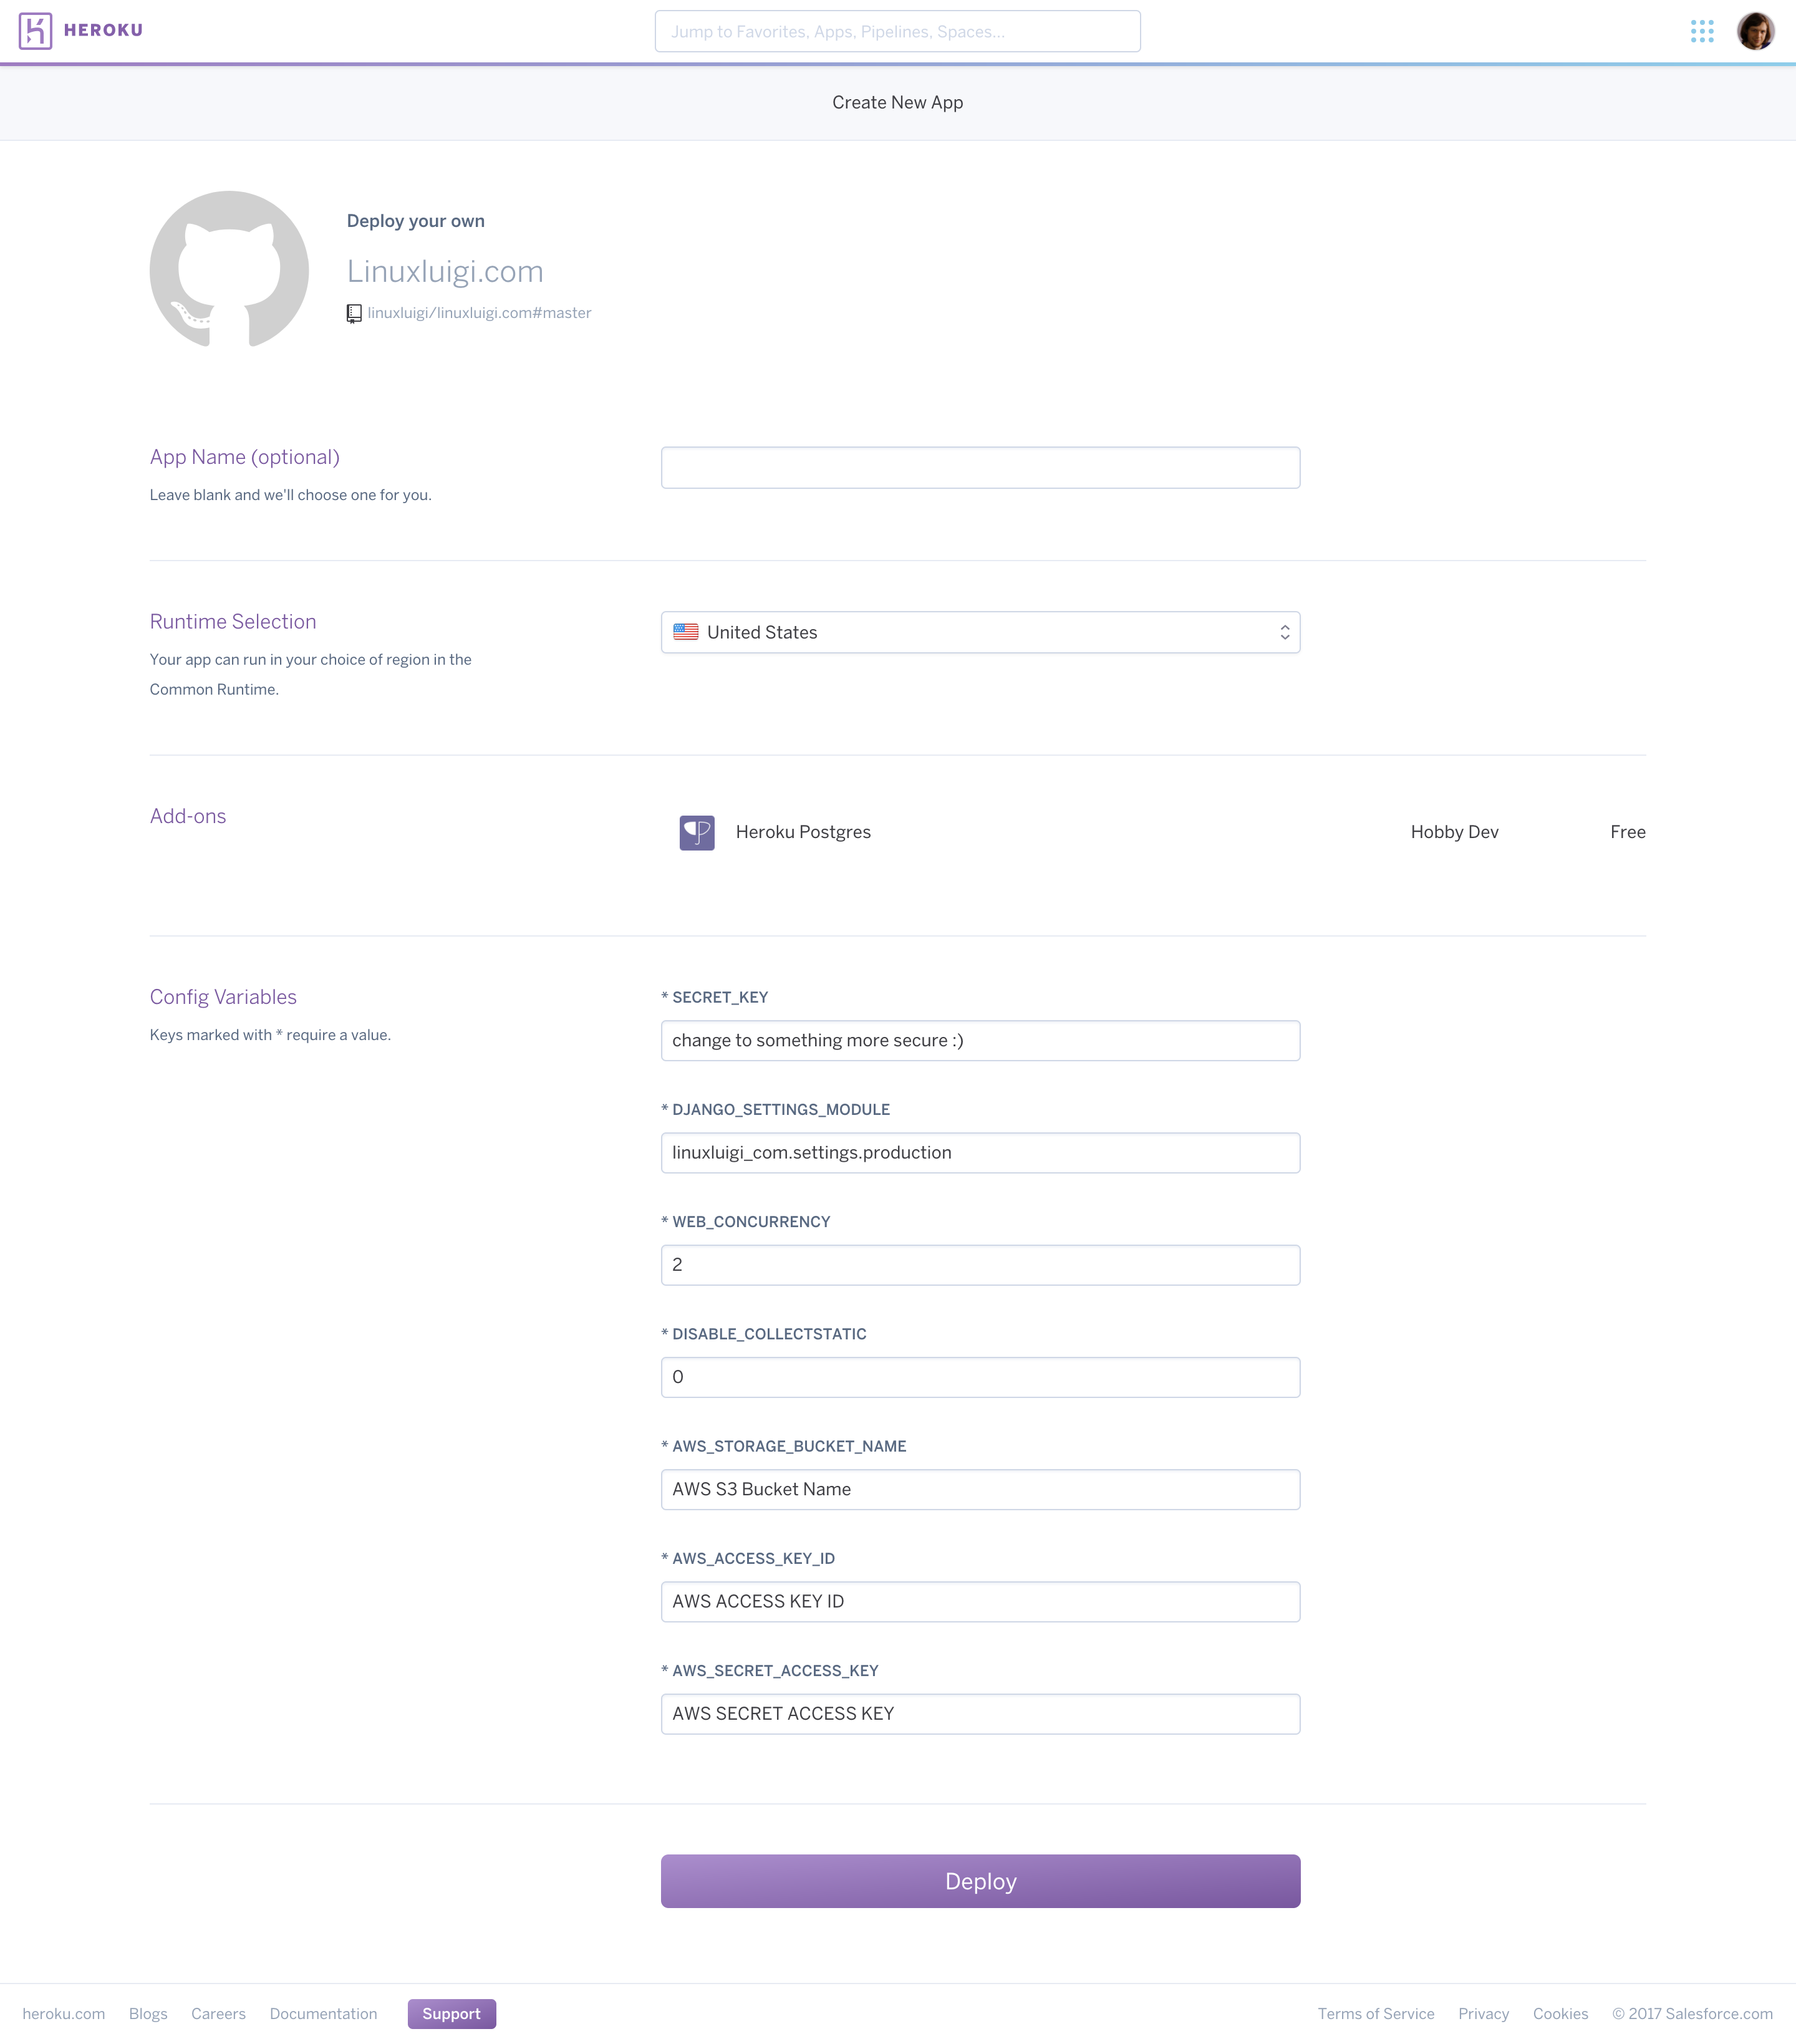 HEROKU
Jump to Favorites, Apps, Pipelines, Spaces...
Create New App
Deploy your own
Linuxluigi.com
linuxluigi/linuxluigi.com#master
App Name (optional)
Leave blank and we'll choose one for you.
Runtime Selection
United States
Your app can run in your choice of region in the
Common Runtime.
Add-ons
Heroku Postgres
Hobby Dev
Free
Config Variables
Keys marked with * require a value.
* SECRET_KEY
change to something more secure :)
* DJANGO_SETTINGS_MODULE
linuxluigi_com.settings.production
* WEB_CONCURRENCY
2
* DISABLE_COLLECTSTATIC
0
* AWS_STORAGE_BUCKET_NAME
AWS S3 Bucket Name
* AWS_ACCESS_KEY_ID
AWS ACCESS KEY ID
* AWS_SECRET_ACCESS_KEY
AWS SECRET ACCESS KEY
Deploy
heroku.com Blogs Careers Documentation Support Terms of Service Privacy Cookies © 2017 Salesforce.com